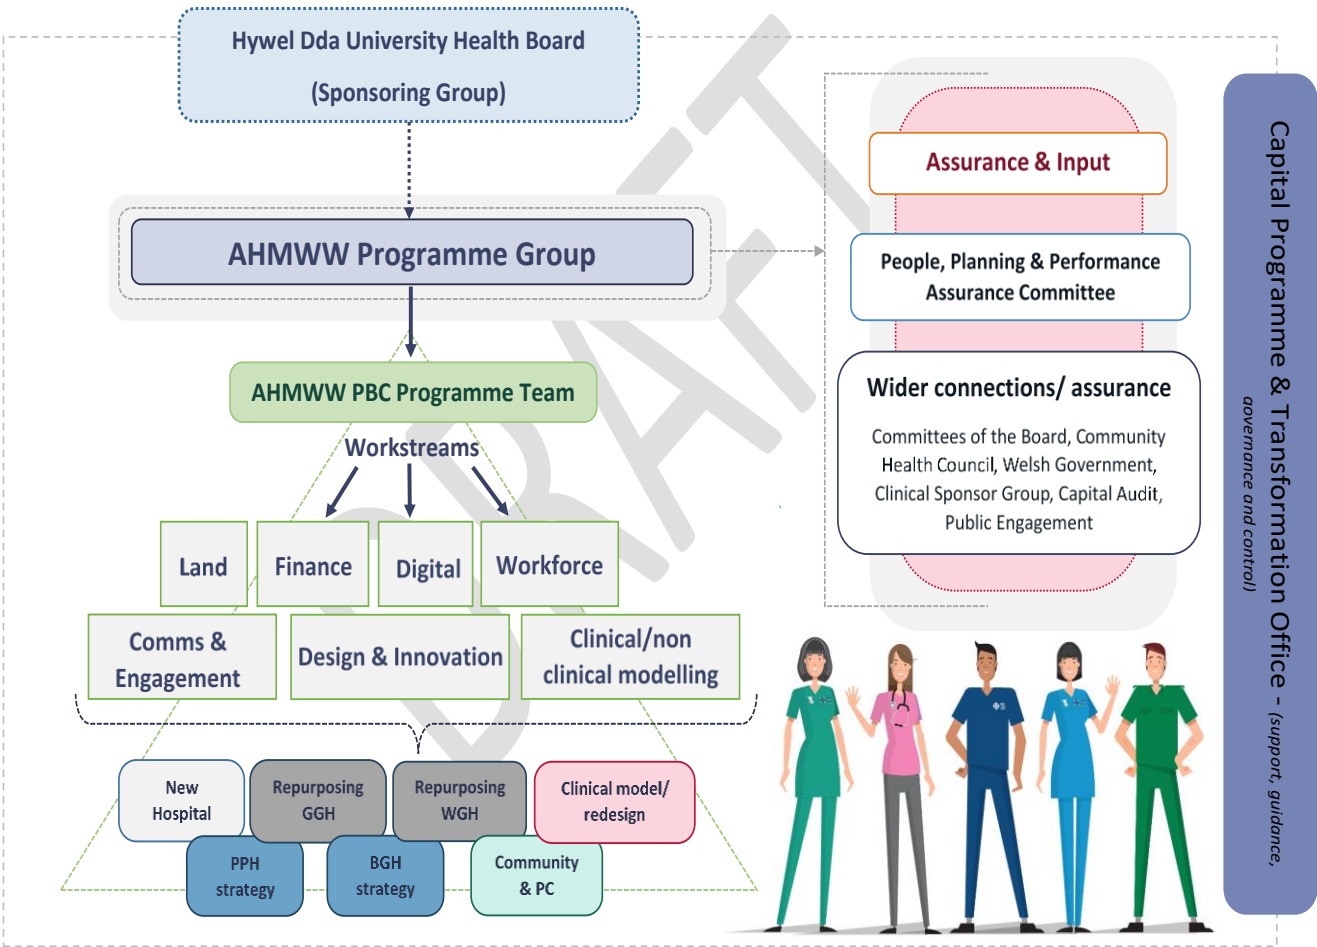 Hywel Dda University Health Board
(Sponsoring Group)
AHMWW Programme Group
AHMWW PBC Programme Team
Workstreams
Land
Finance
Digital
Workforce
Comms &
Engagement
Design & Innovation
Clinical/non
clinical modelling
New
Hospital
Repurposing
GGH
Repurposing
WGH
Clinical model/
redesign
PPH
strategy
BGH
strategy
Community
& PC
Assurance & Input
People, Planning & Performance
Assurance Committee
Wider connections/ assurance
Committees of the Board, Community
Health Council, Welsh Government,
Clinical Sponsor Group, Capital Audit,
Public Engagement
Capital Programme & Transformation Office - (support, guidance,
governance and control)
DRAFT